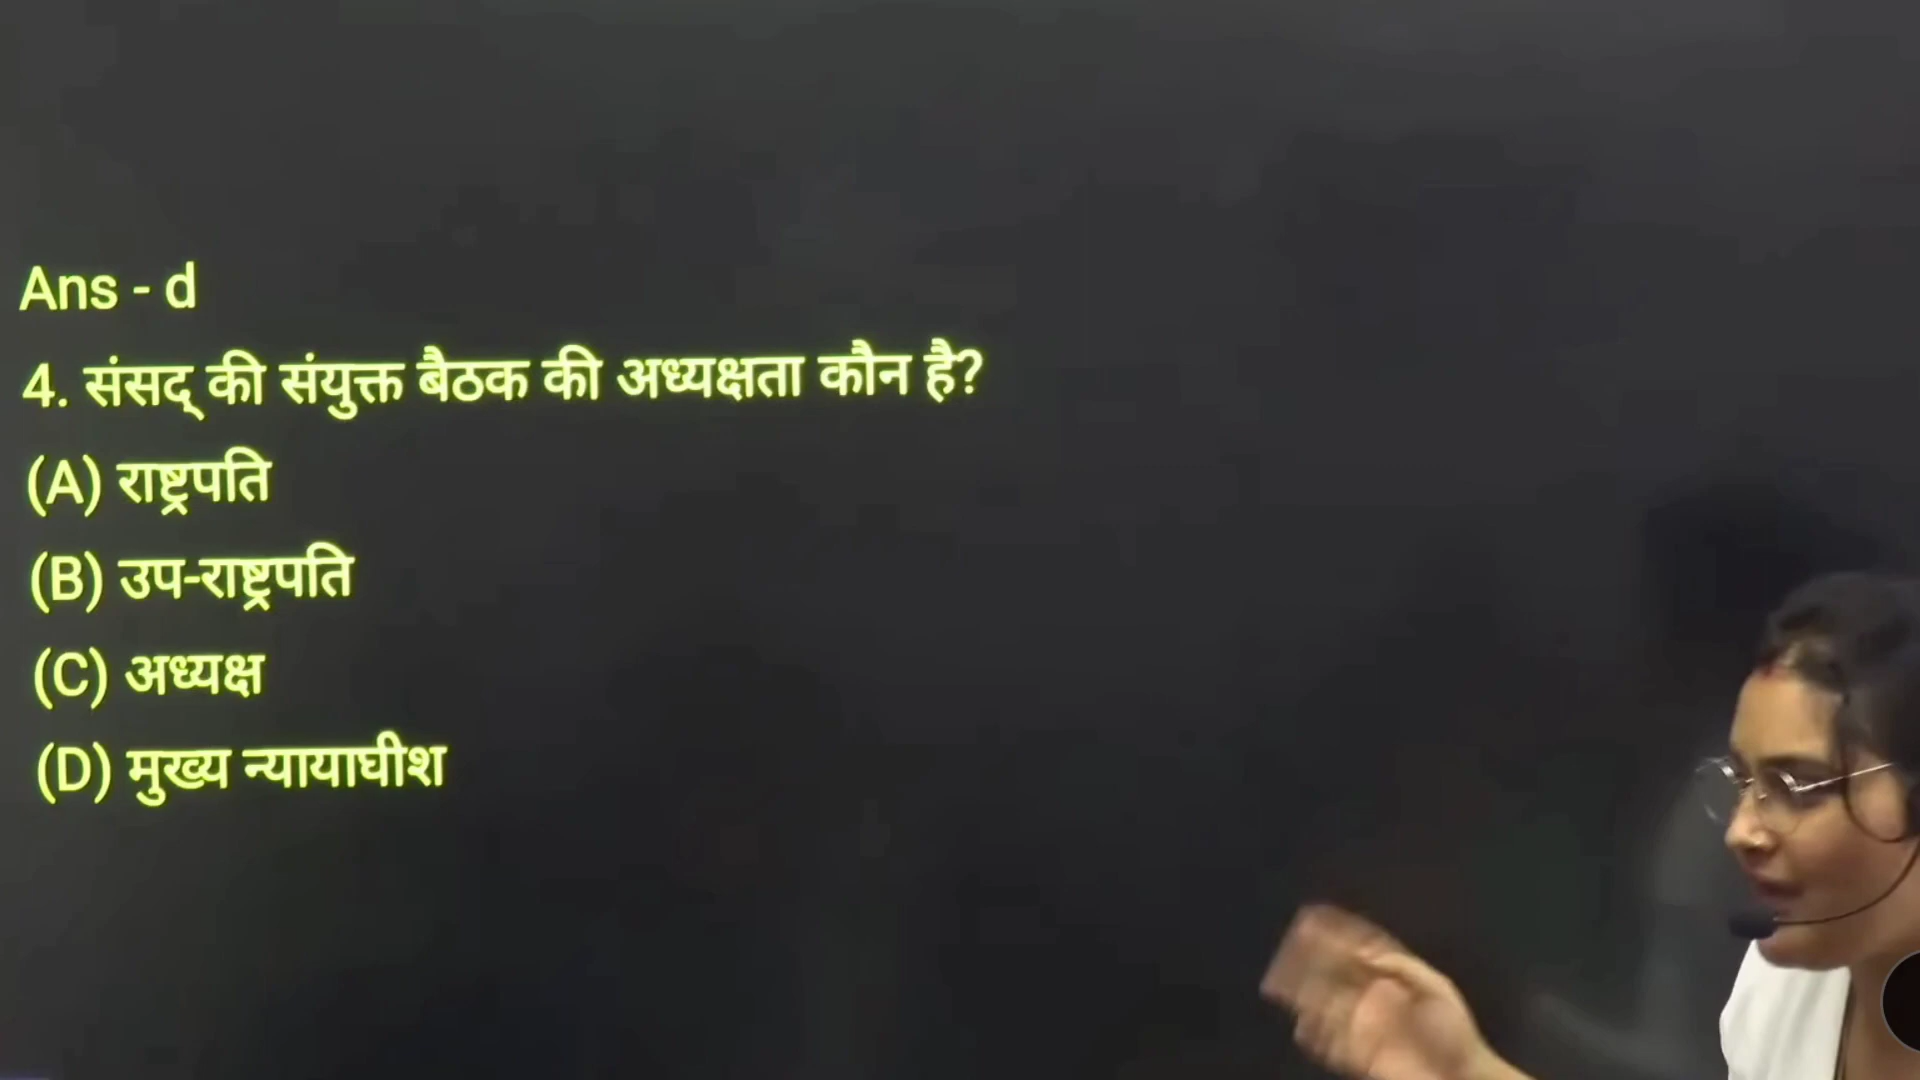 Ans - d
4. संसद् की संयुक्त बैठक की अध्यक्षता कौन है?
(A) राष्ट्रपति
(B) उप-राष्ट्रपति
(C) अध्यक्ष
(D) मुख्य न्यायाघीश